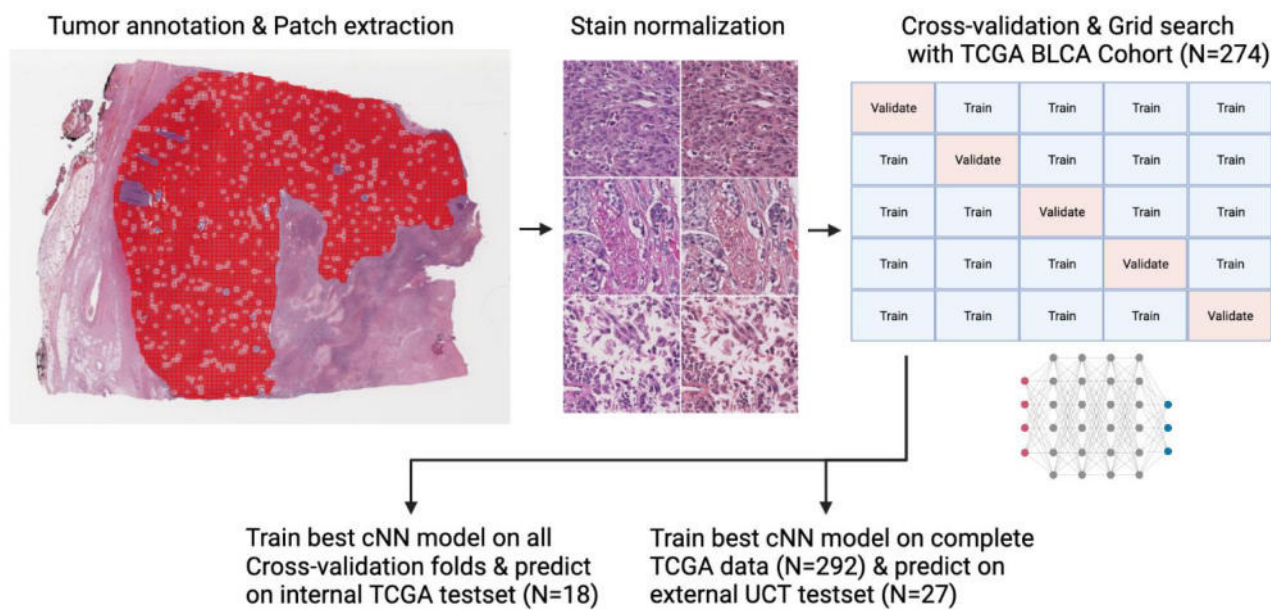 Tumor annotation & Patch extraction
Stain normalization
Cross-validation & Grid search
with TCGA BLCA Cohort (N=274)
Validate Train Train Train Train
Train Validate Train Train Train
Train Train Validate Train Train
Train Train Train Validate Train
Train Train Train Train Validate
Train best cNN model on all
Cross-validation folds & predict
on internal TCGA testset (N=18)
Train best cNN model on complete
TCGA data (N=292) & predict on
external UCT testset (N=27)